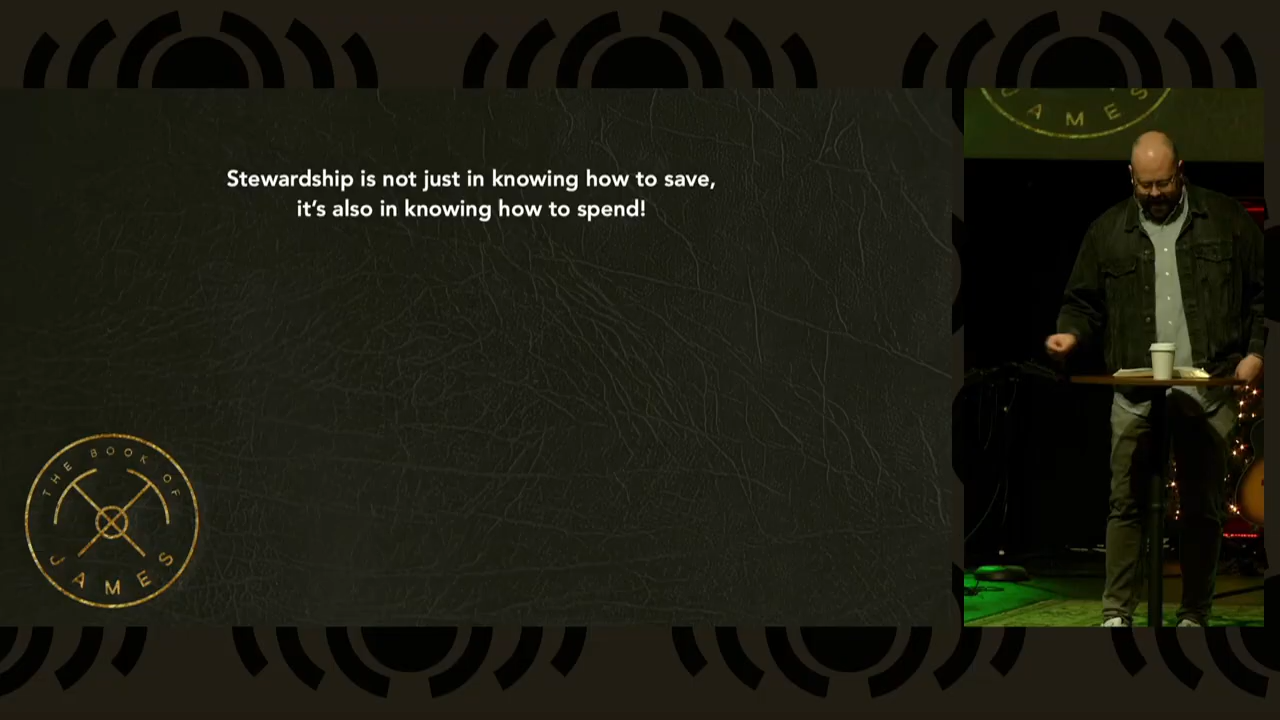 Stewardship is not just in knowing how to save,
it's also in knowing how to spend!
THE BOOK OF
JAMES
JAMES